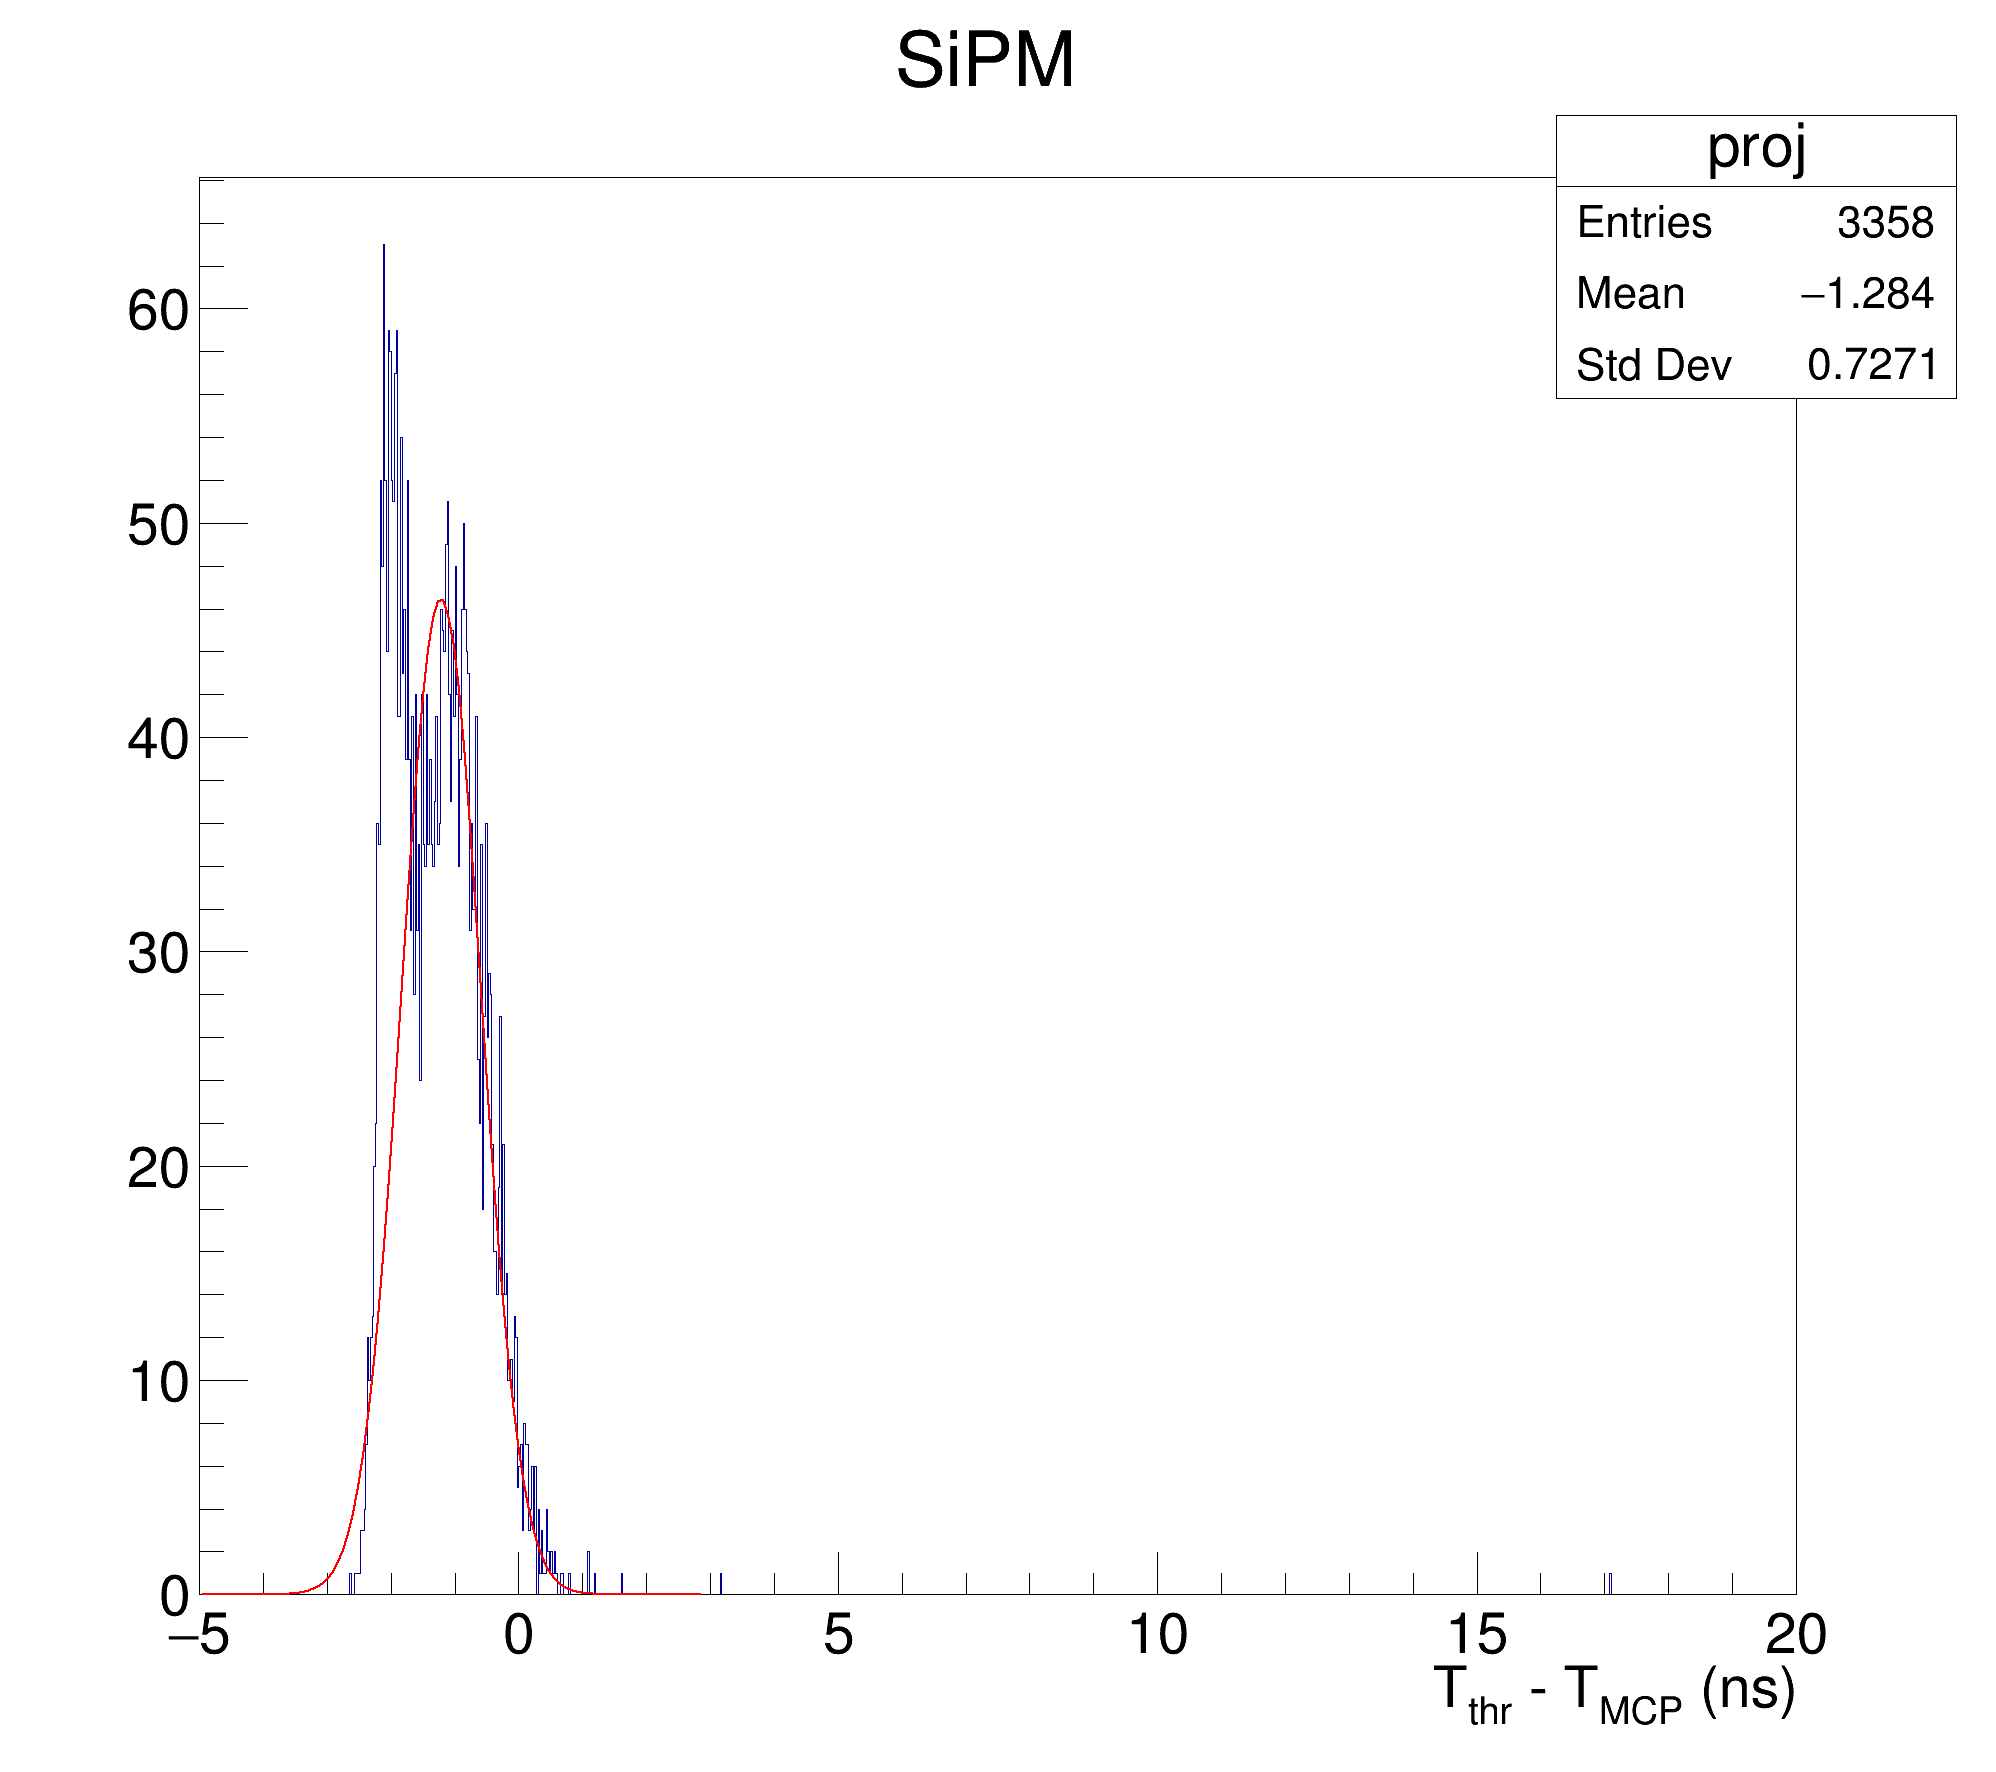 SiPM
proj
Entries 3358
Mean −1.284
Std Dev 0.7271
60
50
40
30
20
10
0
−5 0 5 10 15 20
T_thr - T_MCP (ns)